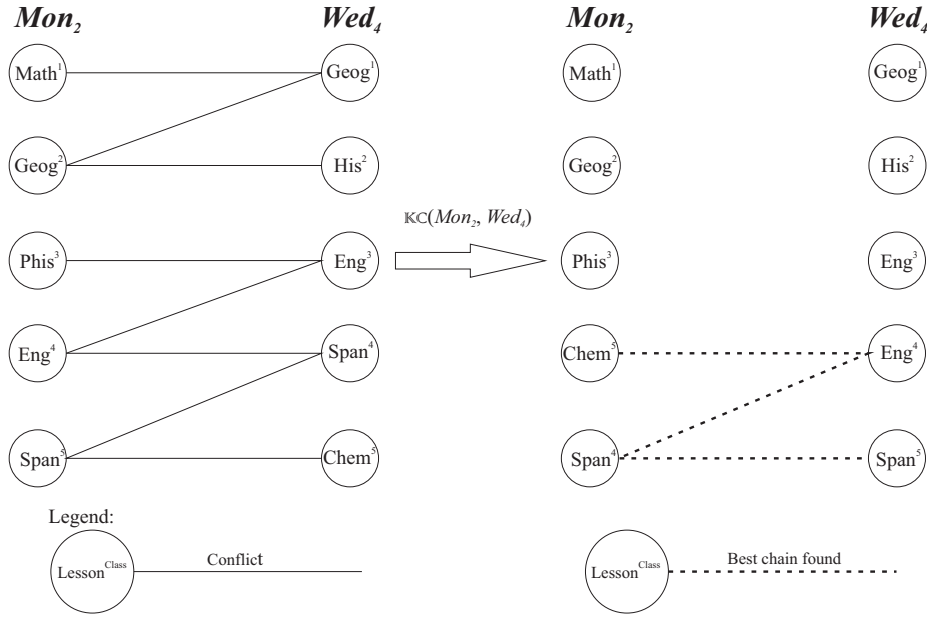 Mon₂ Wed₄ Mon₂ Wed₄
Math¹ Geog¹ Math¹ Geog¹
Geog² His² Geog² His²
𝕂ℂ(Mon₂, Wed₄)
Phis³ Eng³ Phis³ Eng³
Eng⁴ Span⁴ Chem⁵ Eng⁴
Span⁵ Chem⁵ Span⁴ Span⁵
Legend:
Lesson^Class Conflict Lesson^Class Best chain found